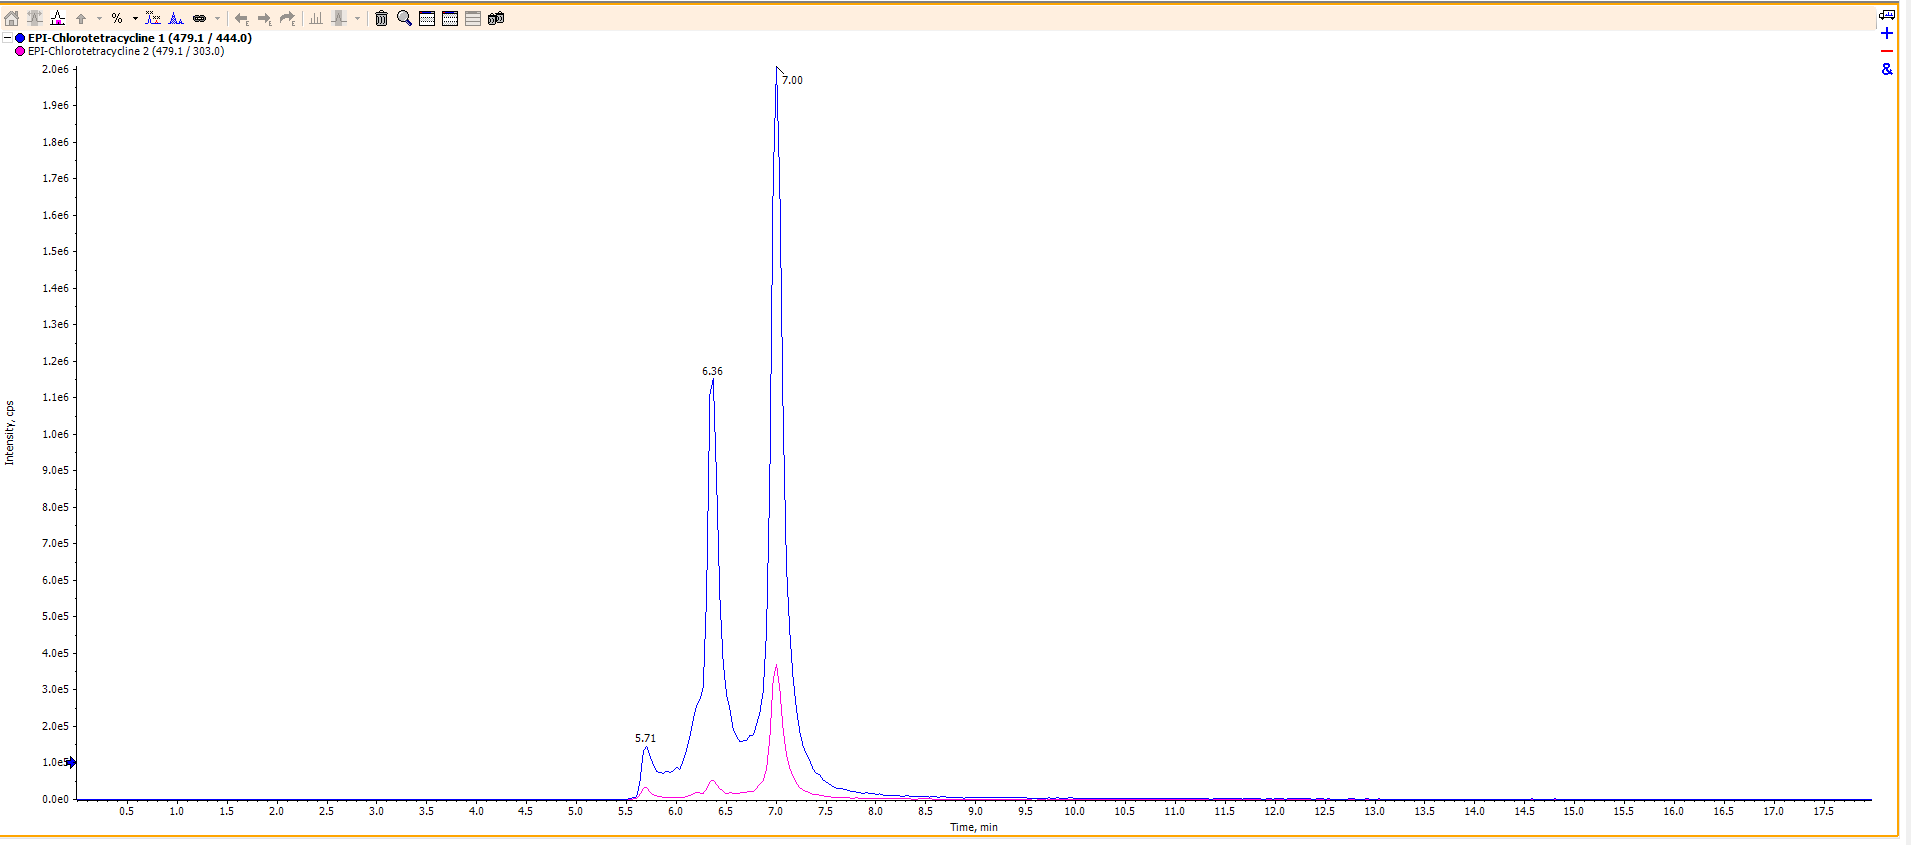 %
EPI-Chlorotetracycline 1 (479.1 / 444.0)
EPI-Chlorotetracycline 2 (479.1 / 303.0)
+
−
&
2.0e6
1.9e6
1.8e6
1.7e6
1.6e6
1.5e6
1.4e6
1.3e6
1.2e6
1.1e6
1.0e6
9.0e5
8.0e5
7.0e5
6.0e5
5.0e5
4.0e5
3.0e5
2.0e5
1.0e5
0.0e0
Intensity, cps
7.00
6.36
5.71
0.5 1.0 1.5 2.0 2.5 3.0 3.5 4.0 4.5 5.0 5.5 6.0 6.5 7.0 7.5 8.0 8.5 9.0 9.5 10.0 10.5 11.0 11.5 12.0 12.5 13.0 13.5 14.0 14.5 15.0 15.5 16.0 16.5 17.0 17.5
Time, min